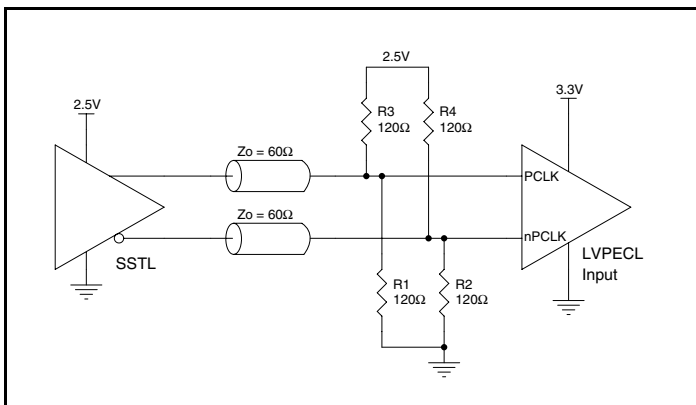 2.5V
2.5V
3.3V
R3
120Ω
R4
120Ω
Zo = 60Ω
PCLK
Zo = 60Ω
nPCLK
SSTL
LVPECL
Input
R1
120Ω
R2
120Ω